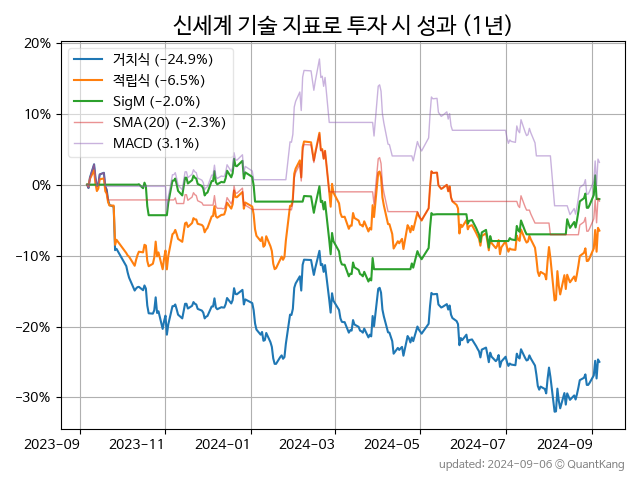 신세계 기술 지표로 투자 시 성과 (1년)
거치식 (−24.9%)
적립식 (−6.5%)
SigM (−2.0%)
SMA(20) (−2.3%)
MACD (3.1%)
20%
10%
0%
−10%
−20%
−30%
2023-09 2023-11 2024-01 2024-03 2024-05 2024-07 2024-09
updated: 2024-09-06 © QuantKang